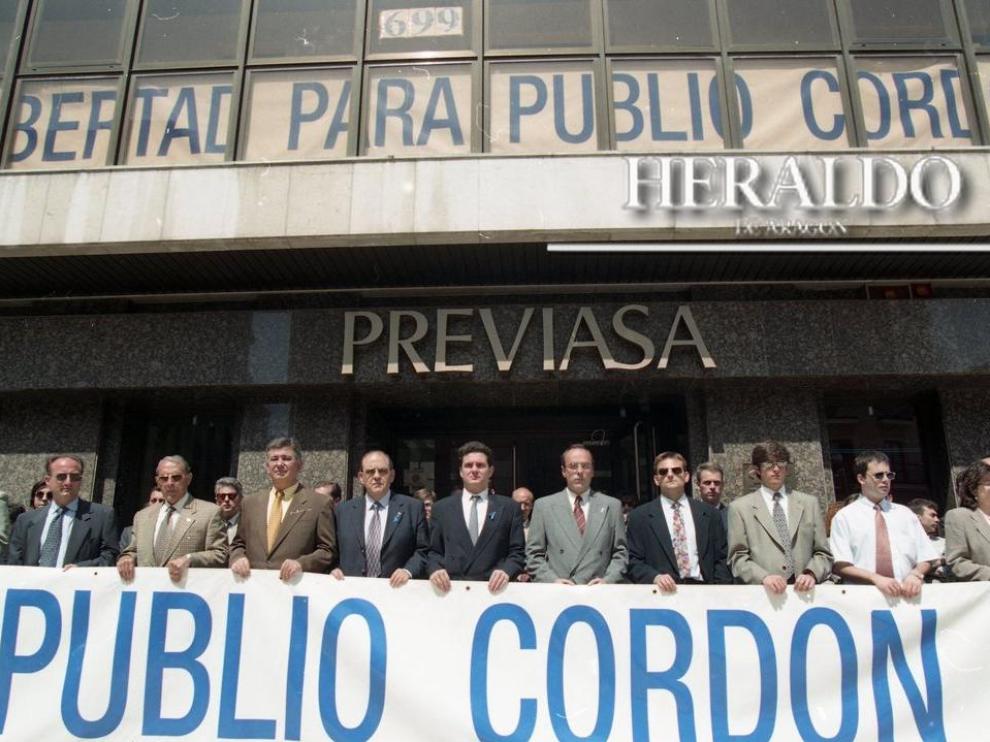 699
BERTAD PARA PUBLIO CORD
HERALDO
DE ARAGON
PREVIASA
PUBLIO CORDON